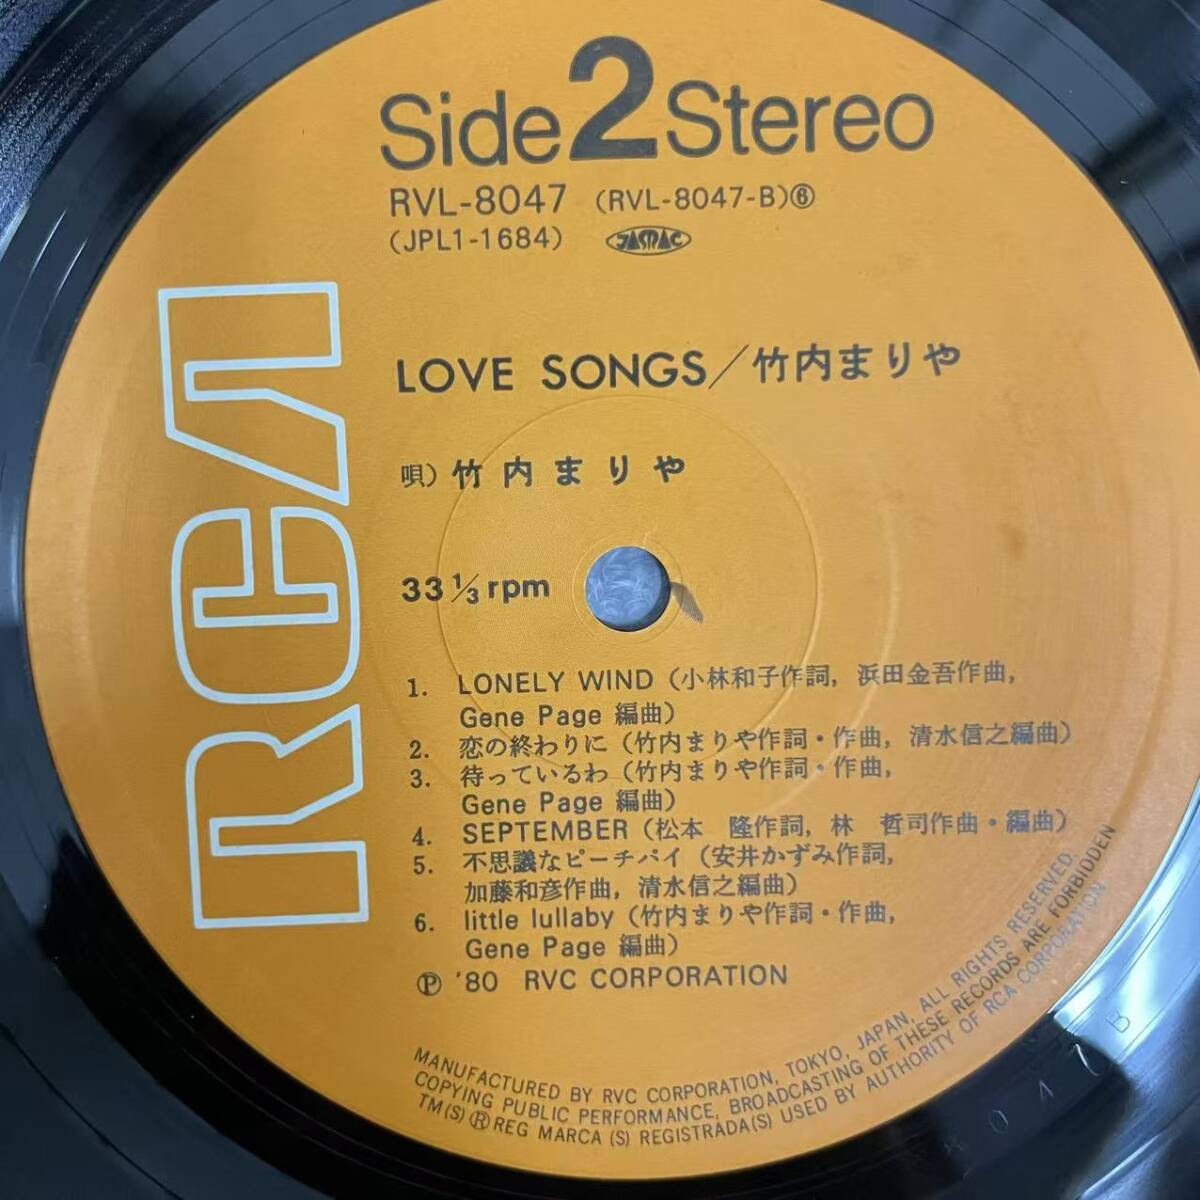 Side 2 Stereo
RVL-8047 (RVL-8047-B)⑥
(JPL1-1684) JASRAC
RCA
LOVE SONGS／竹内まりや
唄）竹内まりや
33 1/3 rpm
1. LONELY WIND（小林和子作詞，浜田金吾作曲，
Gene Page 編曲）
2. 恋の終わりに（竹内まりや作詞・作曲，清水信之編曲）
3. 待っているわ（竹内まりや作詞・作曲，
Gene Page 編曲）
4. SEPTEMBER（松本 隆作詞，林 哲司作曲・編曲）
5. 不思議なピーチパイ（安井かずみ作詞，
加藤和彦作曲，清水信之編曲）
6. little lullaby（竹内まりや作詞・作曲，
Gene Page 編曲）
Ⓟ '80 RVC CORPORATION
MANUFACTURED BY RVC CORPORATION, TOKYO, JAPAN, ALL RIGHTS RESERVED.
COPYING PUBLIC PERFORMANCE, BROADCASTING OF THESE RECORDS ARE FORBIDDEN
TM(S) ® REG MARCA (S) REGISTRADA(S) USED BY AUTHORITY OF RCA CORPORATION